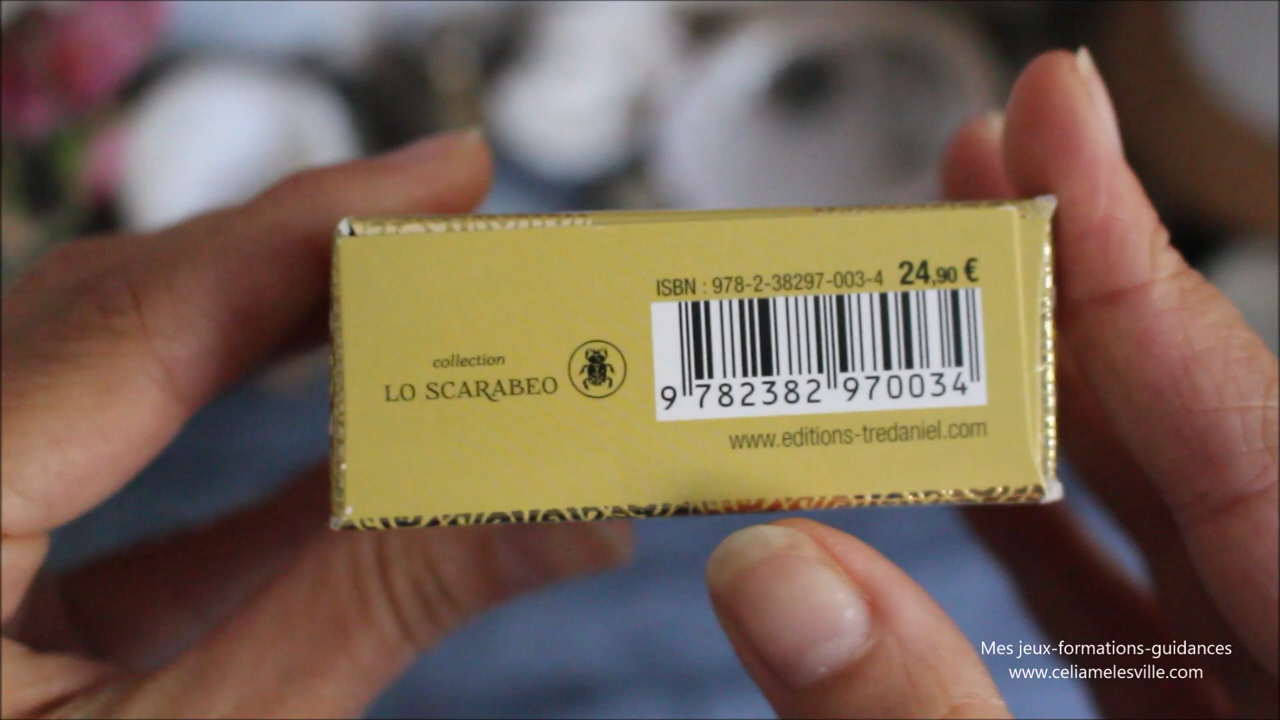 ISBN : 978-2-38297-003-4 24,90 €
collection
LO SCARABEO
9 782382 970034
www.editions-tredaniel.com
Mes jeux-formations-guidances
www.celiamelesville.com